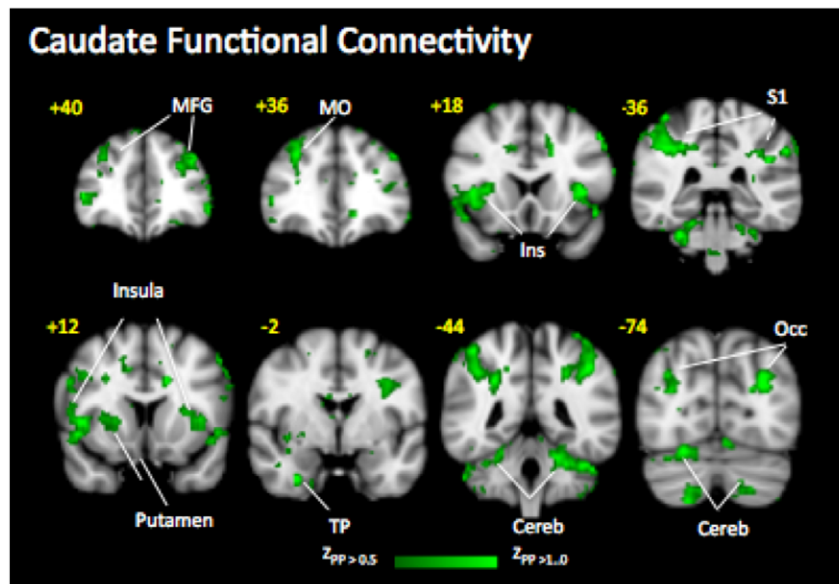 Caudate Functional Connectivity
+40 MFG +36 MO +18 -36 S1
Ins
Insula
+12 -2 -44 -74 Occ
Putamen TP Cereb Cereb
ZPP > 0.5 ZPP >1..0